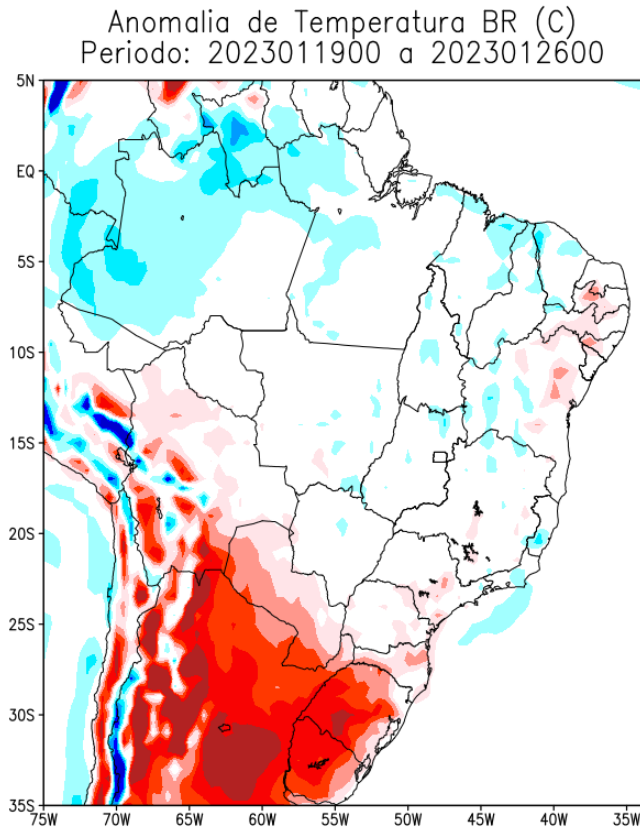 Anomalia de Temperatura BR (C)
Periodo: 2023011900 a 2023012600
5N
EQ
5S
10S
15S
20S
25S
30S
35S
75W 70W 65W 60W 55W 50W 45W 40W 35W